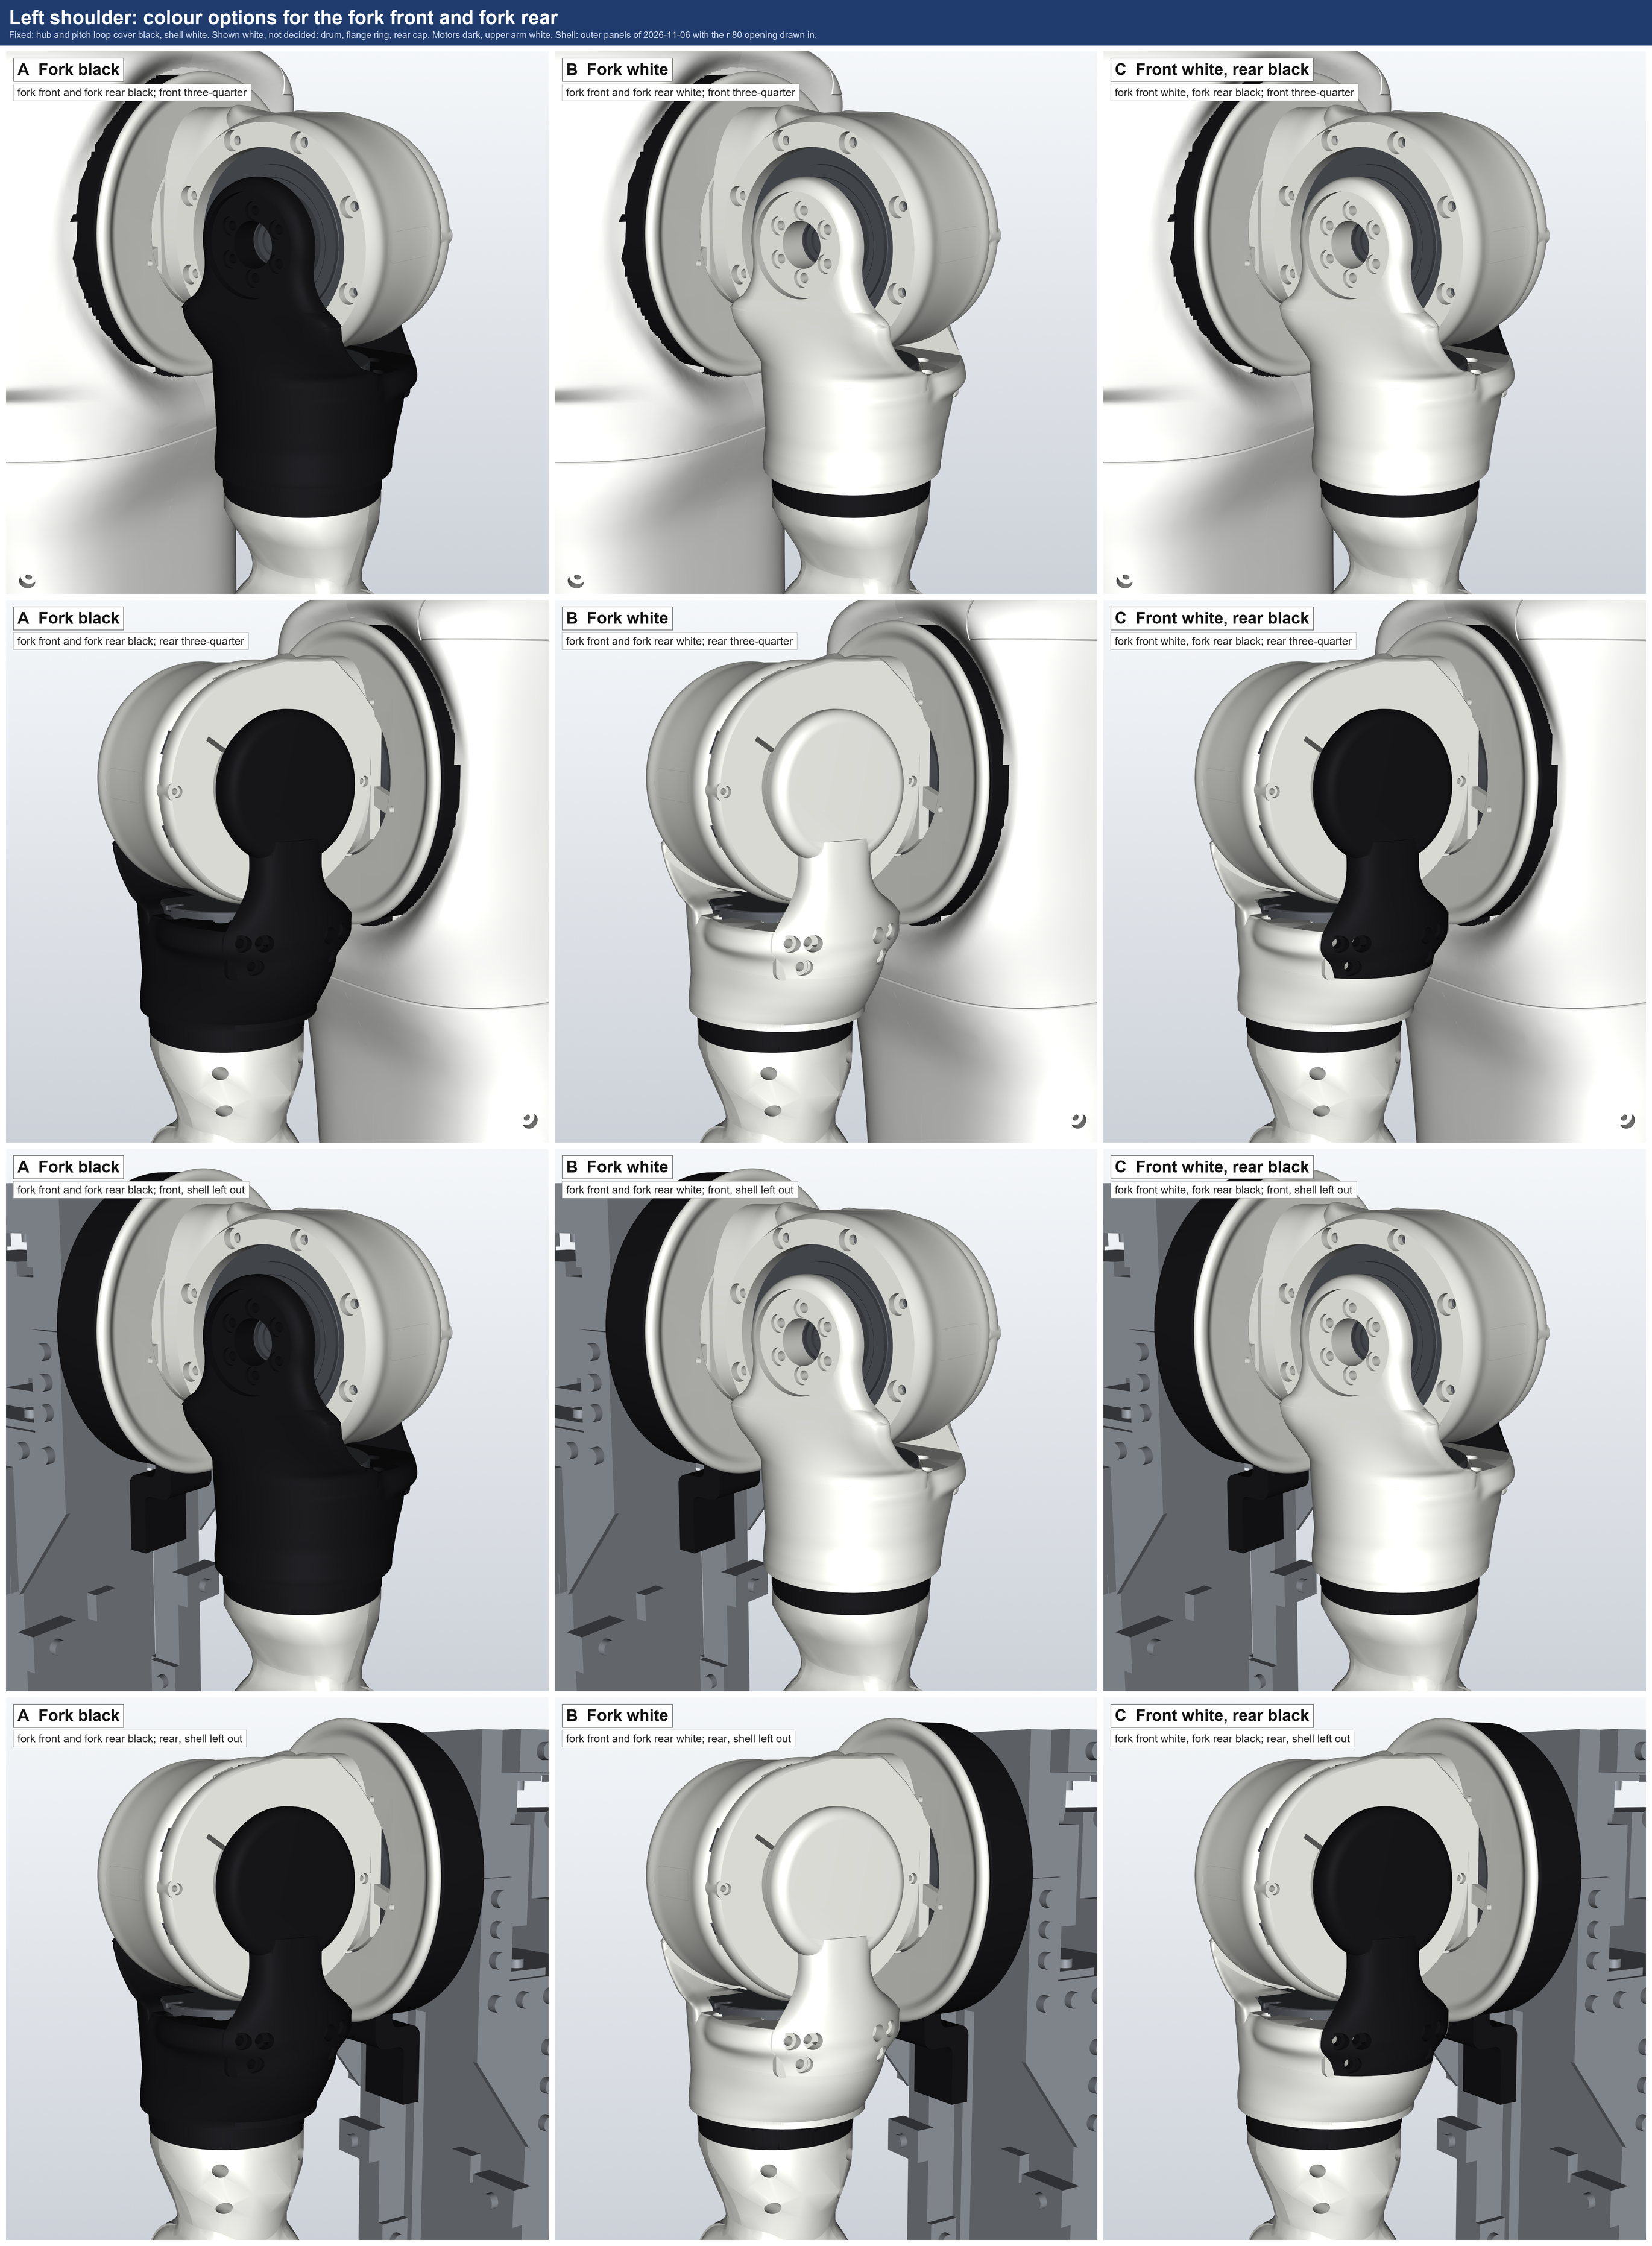 Left shoulder: colour options for the fork front and fork rear
Fixed: hub and pitch loop cover black, shell white. Shown white, not decided: drum, flange ring, rear cap. Motors dark, upper arm white. Shell: outer panels of 2026-11-06 with the r 80 opening drawn in.
A Fork black
fork front and fork rear black; front three-quarter
B Fork white
fork front and fork rear white; front three-quarter
C Front white, rear black
fork front white, fork rear black; front three-quarter
A Fork black
fork front and fork rear black; rear three-quarter
B Fork white
fork front and fork rear white; rear three-quarter
C Front white, rear black
fork front white, fork rear black; rear three-quarter
A Fork black
fork front and fork rear black; front, shell left out
B Fork white
fork front and fork rear white; front, shell left out
C Front white, rear black
fork front white, fork rear black; front, shell left out
A Fork black
fork front and fork rear black; rear, shell left out
B Fork white
fork front and fork rear white; rear, shell left out
C Front white, rear black
fork front white, fork rear black; rear, shell left out